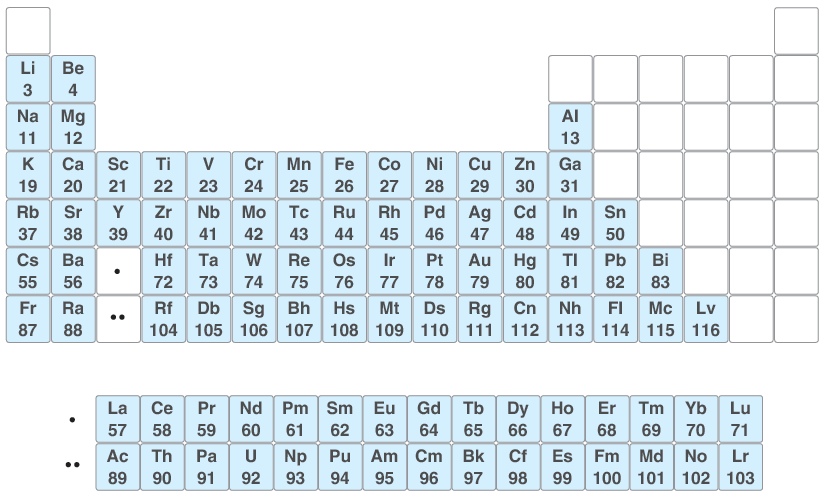 Li Be
3 4
Na Mg Al
11 12 13
K Ca Sc Ti V Cr Mn Fe Co Ni Cu Zn Ga
19 20 21 22 23 24 25 26 27 28 29 30 31
Rb Sr Y Zr Nb Mo Tc Ru Rh Pd Ag Cd In Sn
37 38 39 40 41 42 43 44 45 46 47 48 49 50
Cs Ba • Hf Ta W Re Os Ir Pt Au Hg Tl Pb Bi
55 56 72 73 74 75 76 77 78 79 80 81 82 83
Fr Ra •• Rf Db Sg Bh Hs Mt Ds Rg Cn Nh Fl Mc Lv
87 88 104 105 106 107 108 109 110 111 112 113 114 115 116
• La Ce Pr Nd Pm Sm Eu Gd Tb Dy Ho Er Tm Yb Lu
57 58 59 60 61 62 63 64 65 66 67 68 69 70 71
•• Ac Th Pa U Np Pu Am Cm Bk Cf Es Fm Md No Lr
89 90 91 92 93 94 95 96 97 98 99 100 101 102 103